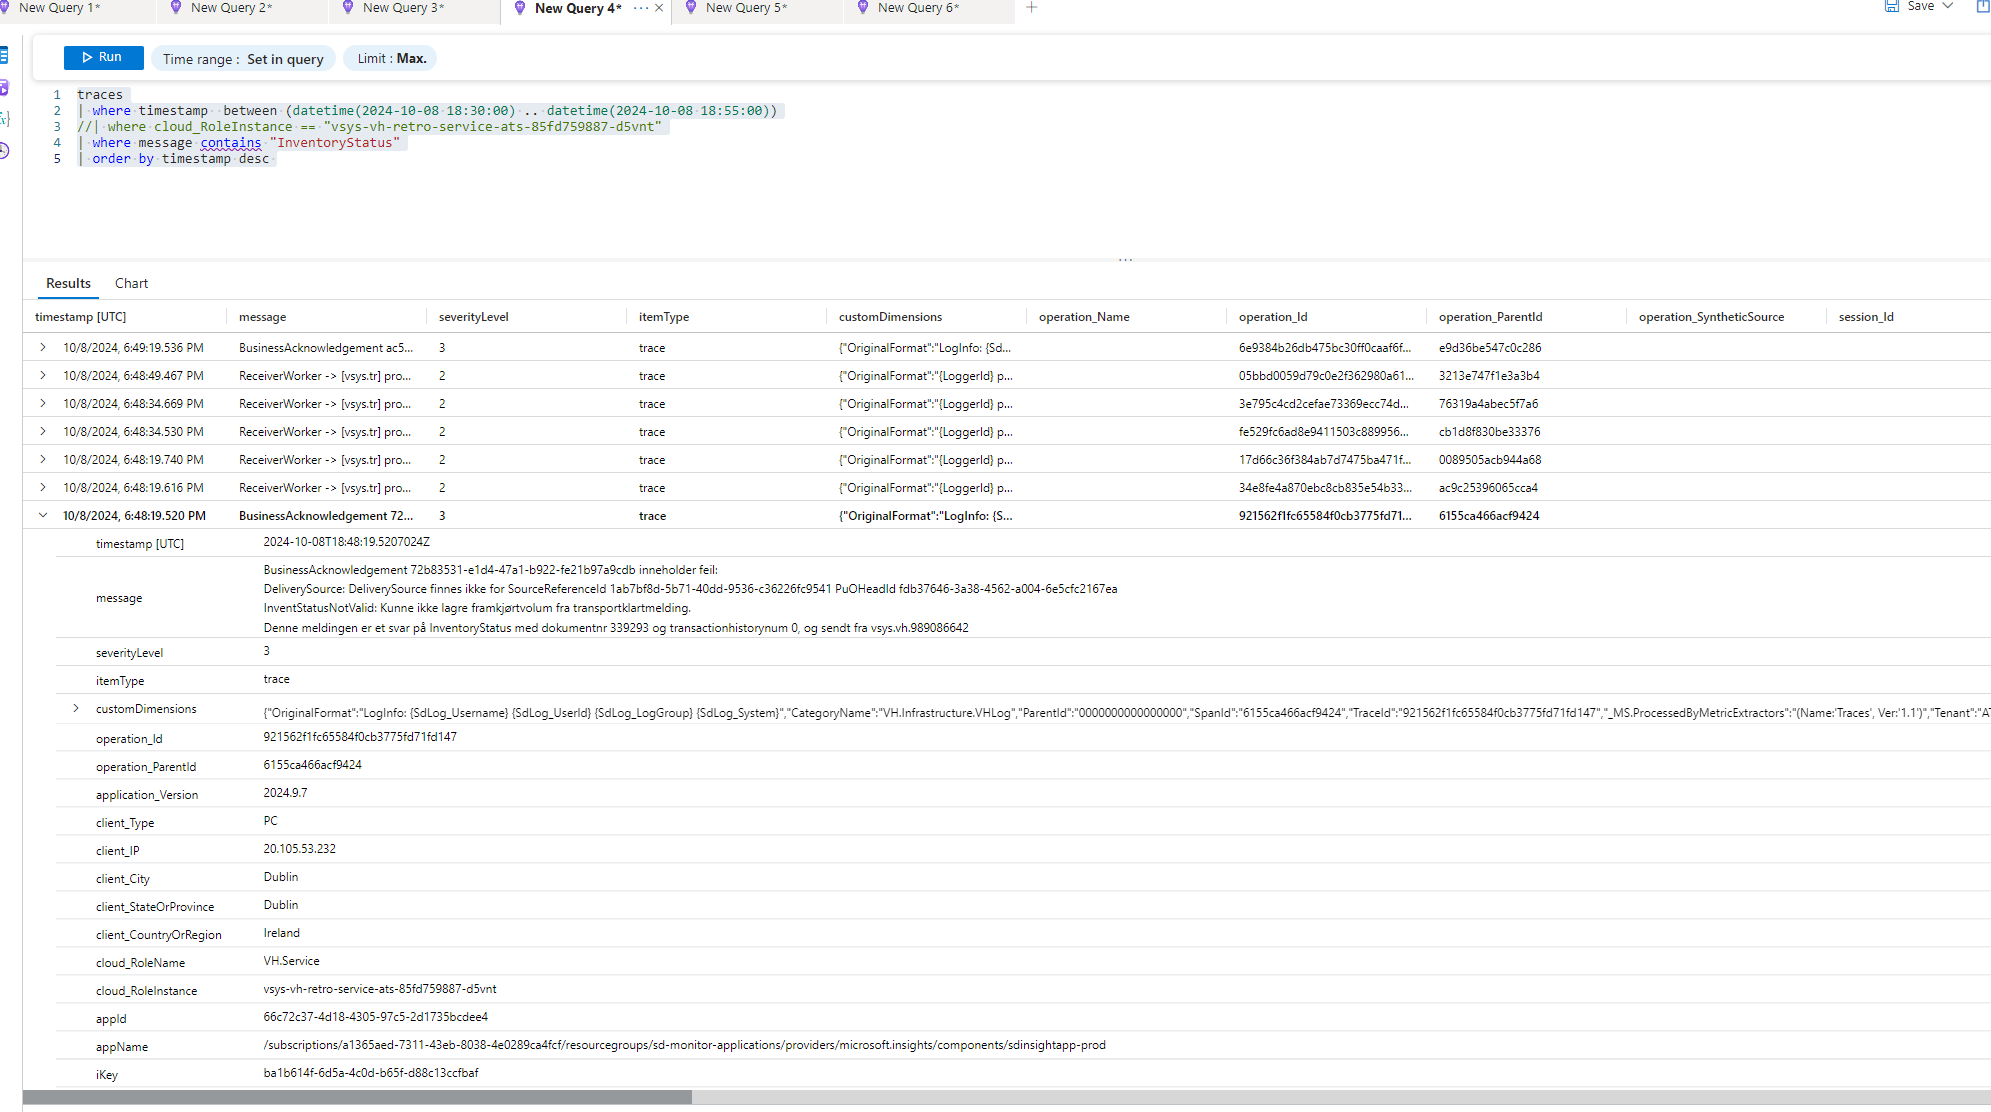 New Query 1*
New Query 2*
New Query 3*
New Query 4* ···
New Query 5*
New Query 6*
Save
Run
Time range : Set in query
Limit : Max.
1 traces
2 | where timestamp  between (datetime(2024-10-08 18:30:00) .. datetime(2024-10-08 18:55:00))
3 //| where cloud_RoleInstance == "vsys-vh-retro-service-ats-85fd759887-d5vnt"
4 | where message contains "InventoryStatus"
5 | order by timestamp desc
Results Chart
timestamp [UTC] message severityLevel itemType customDimensions operation_Name operation_Id operation_ParentId operation_SyntheticSource session_Id
10/8/2024, 6:49:19.536 PM BusinessAcknowledgement ac5... 3 trace {"OriginalFormat":"LogInfo: {Sd... 6e9384b26db475bc30ff0caaf6f... e9d36be547c0c286
10/8/2024, 6:48:49.467 PM ReceiverWorker -> [vsys.tr] pro... 2 trace {"OriginalFormat":"{LoggerId} p... 05bbd0059d79c0e2f362980a61... 3213e747f1e3a3b4
10/8/2024, 6:48:34.669 PM ReceiverWorker -> [vsys.tr] pro... 2 trace {"OriginalFormat":"{LoggerId} p... 3e795c4cd2cefae73369ecc74d... 76319a4abec5f7a6
10/8/2024, 6:48:34.530 PM ReceiverWorker -> [vsys.tr] pro... 2 trace {"OriginalFormat":"{LoggerId} p... fe529fc6ad8e9411503c889956... cb1d8f830be33376
10/8/2024, 6:48:19.740 PM ReceiverWorker -> [vsys.tr] pro... 2 trace {"OriginalFormat":"{LoggerId} p... 17d66c36f384ab7d7475ba471f... 0089505acb944a68
10/8/2024, 6:48:19.616 PM ReceiverWorker -> [vsys.tr] pro... 2 trace {"OriginalFormat":"{LoggerId} p... 34e8fe4a870ebc8cb835e54b33... ac9c25396065cca4
10/8/2024, 6:48:19.520 PM BusinessAcknowledgement 72... 3 trace {"OriginalFormat":"LogInfo: {S... 921562f1fc65584f0cb3775fd71... 6155ca466acf9424
timestamp [UTC] 2024-10-08T18:48:19.5207024Z
message BusinessAcknowledgement 72b83531-e1d4-47a1-b922-fe21b97a9cdb inneholder feil:
DeliverySource: DeliverySource finnes ikke for SourceReferenceId 1ab7bf8d-5b71-40dd-9536-c36226fc9541 PuOHeadId fdb37646-3a38-4562-a004-6e5cfc2167ea
InventStatusNotValid: Kunne ikke lagre framkjørtvolum fra transportklartmelding.
Denne meldingen er et svar på InventoryStatus med dokumentnr 339293 og transactionhistorynum 0, og sendt fra vsys.vh.989086642
severityLevel 3
itemType trace
customDimensions {"OriginalFormat":"LogInfo: {SdLog_Username} {SdLog_UserId} {SdLog_LogGroup} {SdLog_System}","CategoryName":"VH.Infrastructure.VHLog","ParentId":"0000000000000000","SpanId":"6155ca466acf9424","TraceId":"921562f1fc65584f0cb3775fd71fd147","_MS.ProcessedByMetricExtractors":"(Name:'Traces', Ver:'1.1')","Tenant":"AT
operation_Id 921562f1fc65584f0cb3775fd71fd147
operation_ParentId 6155ca466acf9424
application_Version 2024.9.7
client_Type PC
client_IP 20.105.53.232
client_City Dublin
client_StateOrProvince Dublin
client_CountryOrRegion Ireland
cloud_RoleName VH.Service
cloud_RoleInstance vsys-vh-retro-service-ats-85fd759887-d5vnt
appId 66c72c37-4d18-4305-97c5-2d1735bcdee4
appName /subscriptions/a1365aed-7311-43eb-8038-4e0289ca4fcf/resourcegroups/sd-monitor-applications/providers/microsoft.insights/components/sdinsightapp-prod
iKey ba1b614f-6d5a-4c0d-b65f-d88c13ccfbaf